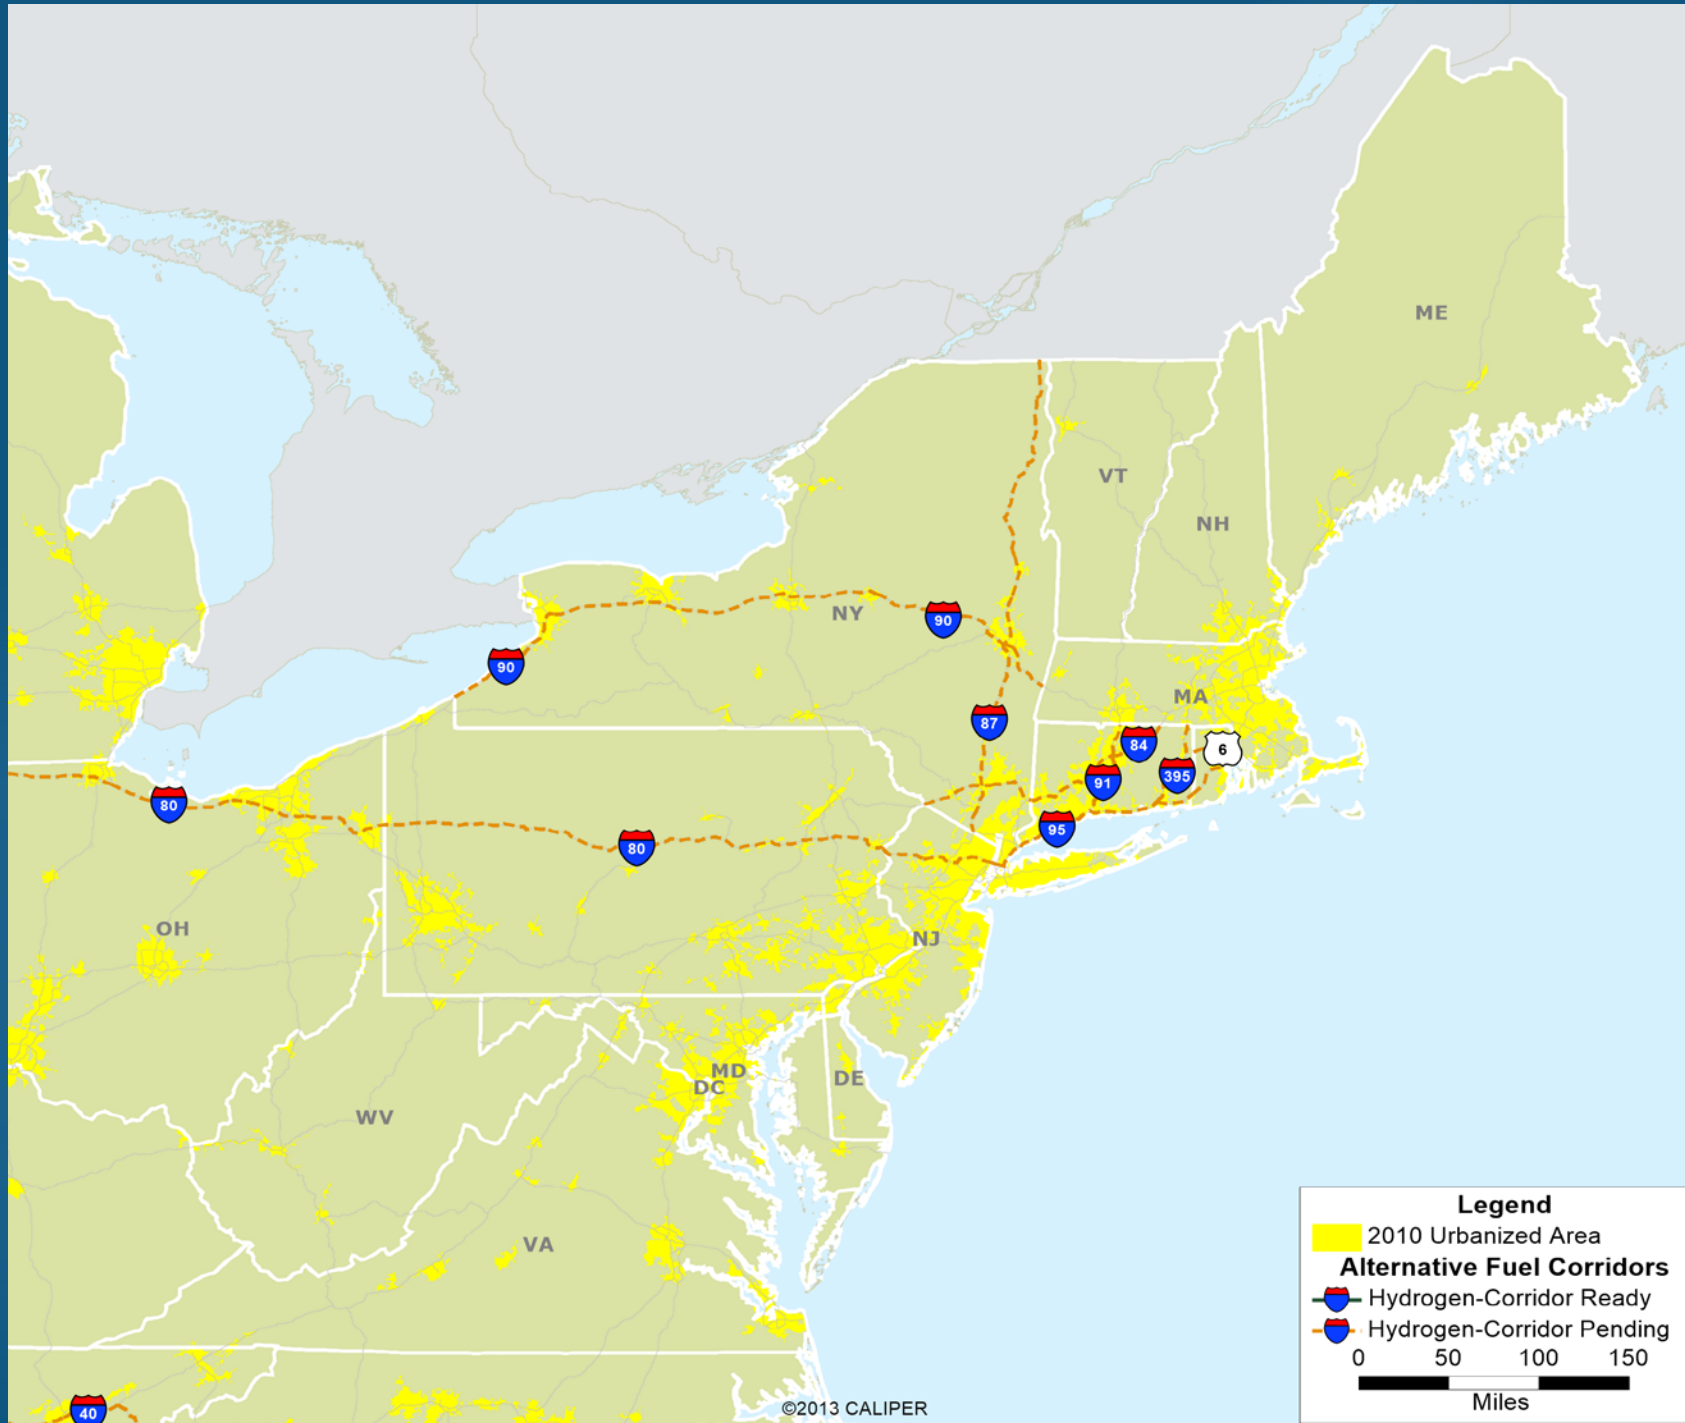 ME
VT
NH
NY
90
90
MA
87
84
6
91
395
80
95
80
OH
NJ
MD
DC
DE
WV
VA
40
©2013 CALIPER
Legend
2010 Urbanized Area
Alternative Fuel Corridors
Hydrogen-Corridor Ready
Hydrogen-Corridor Pending
0 50 100 150
Miles